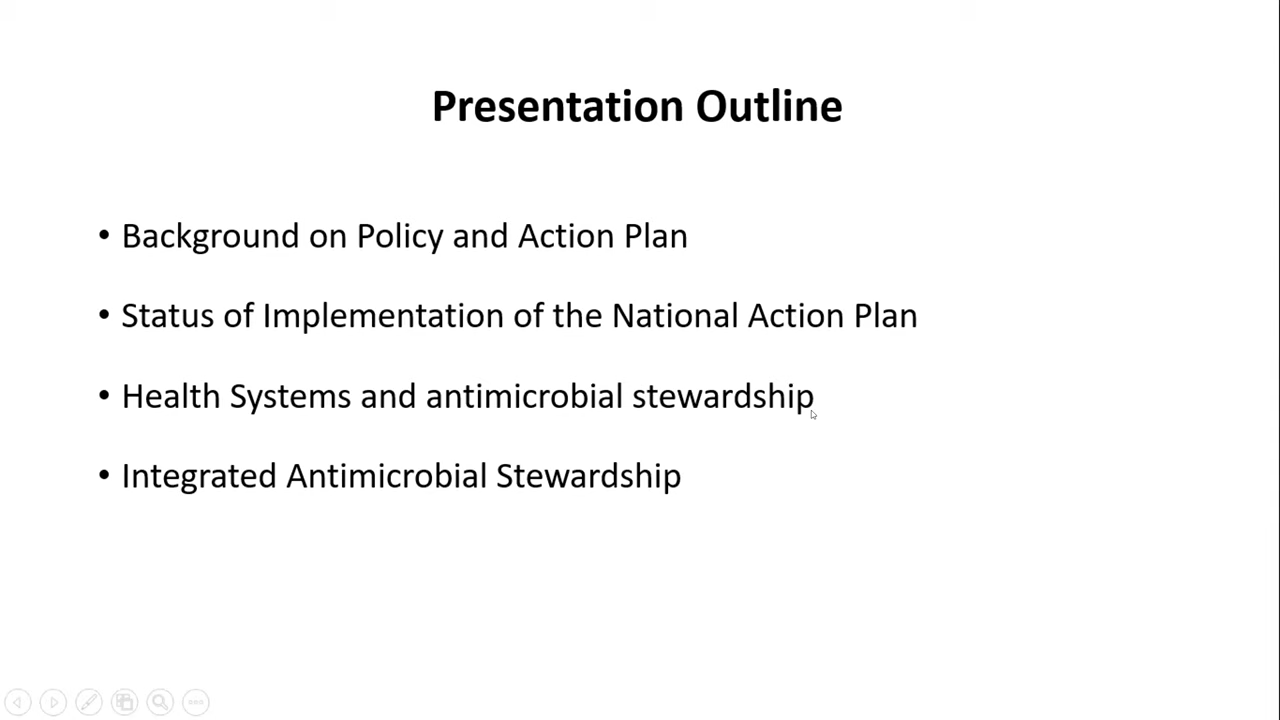 Presentation Outline
• Background on Policy and Action Plan
• Status of Implementation of the National Action Plan
• Health Systems and antimicrobial stewardship
• Integrated Antimicrobial Stewardship